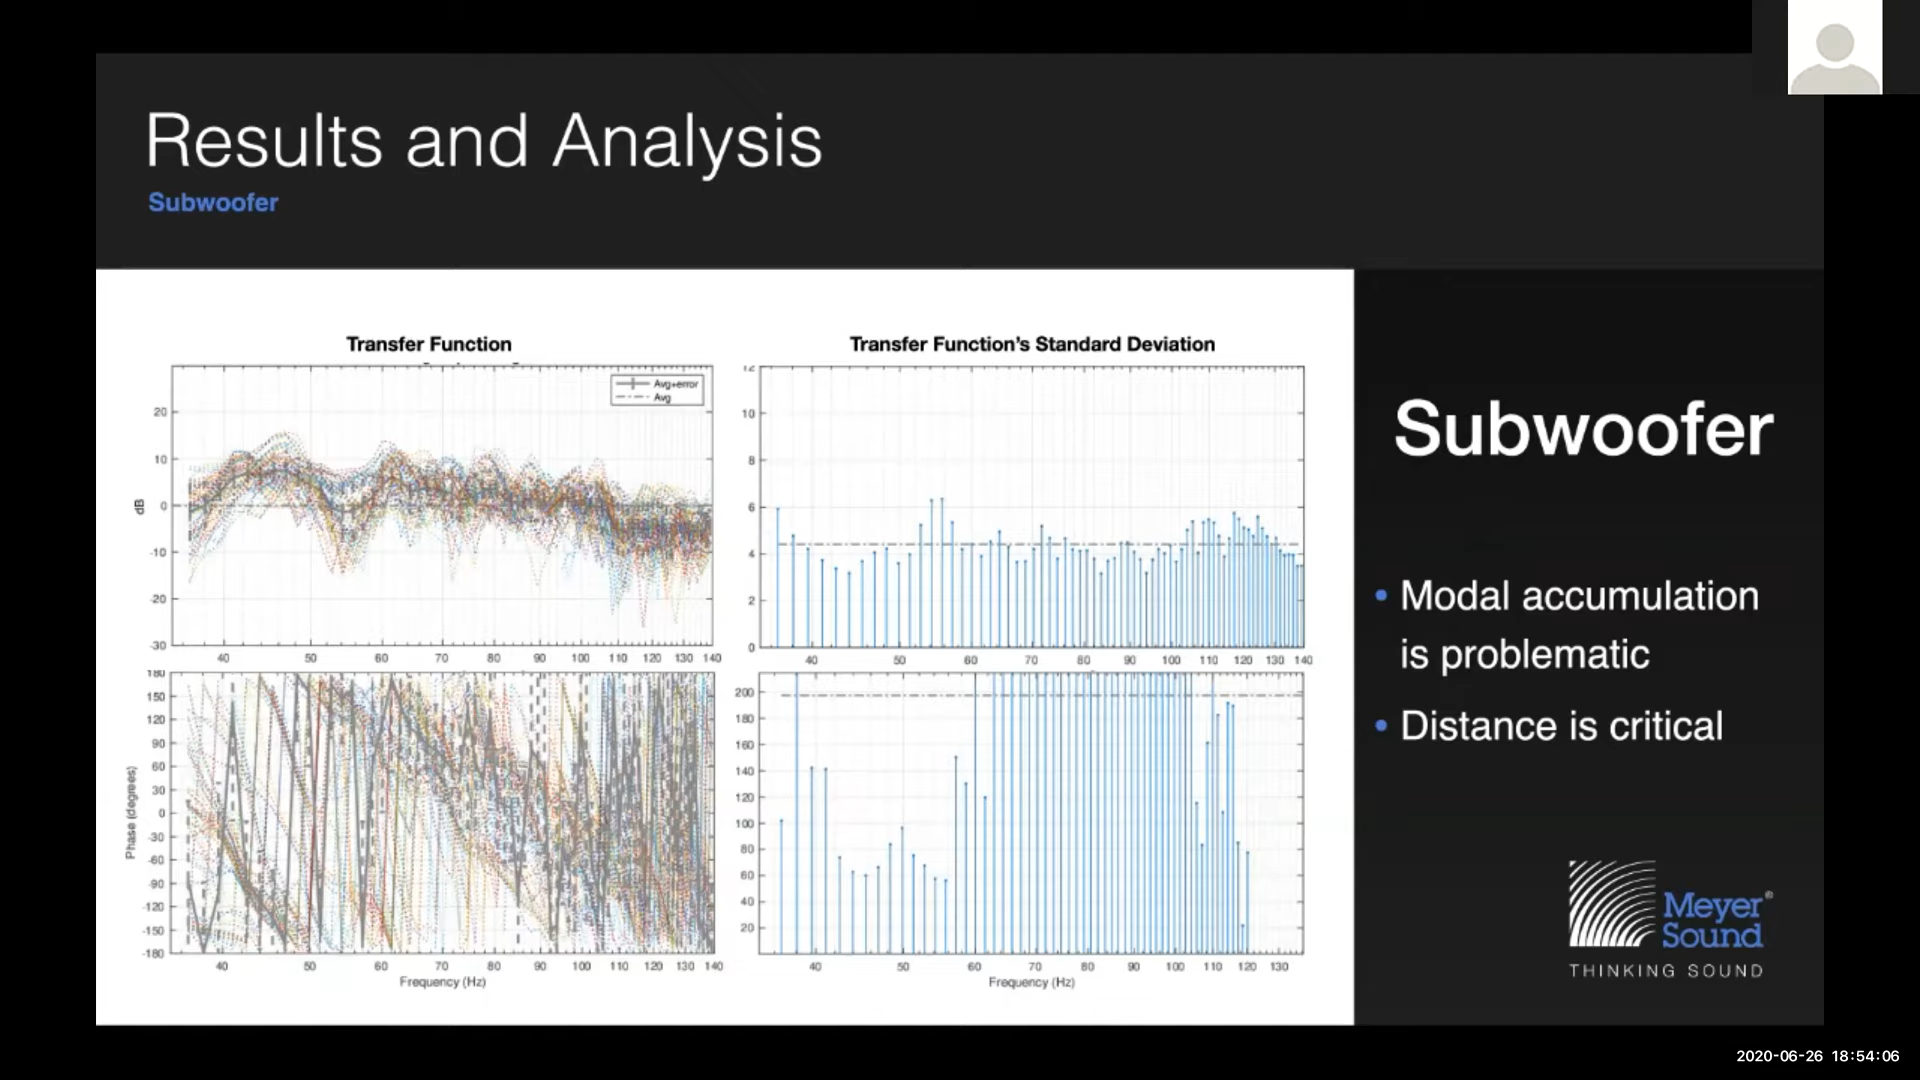 Results and Analysis
Subwoofer
Transfer Function
Avg+error
Avg
20
10
0
-10
-20
-30
dB
40 50 60 70 80 90 100 110 120 130 140
180
150
120
90
60
30
0
-30
-60
-90
-120
-150
-180
Phase (degrees)
40 50 60 70 80 90 100 110 120 130 140
Frequency (Hz)
Transfer Function's Standard Deviation
12
10
8
6
4
2
0
40 50 60 70 80 90 100 110 120 130 140
200
180
160
140
120
100
80
60
40
20
40 50 60 70 80 90 100 110 120 130
Frequency (Hz)
Subwoofer
• Modal accumulation
is problematic
• Distance is critical
Meyer®
Sound
THINKING SOUND
2020-06-26 18:54:06